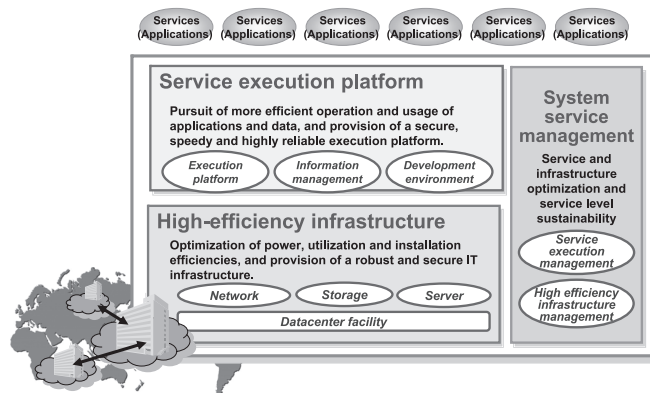 Services
(Applications)
Services
(Applications)
Services
(Applications)
Services
(Applications)
Services
(Applications)
Services
(Applications)
Service execution platform
Pursuit of more efficient operation and usage of
applications and data, and provision of a secure,
speedy and highly reliable execution platform.
Execution
platform
Information
management
Development
environment
High-efficiency infrastructure
Optimization of power, utilization and installation
efficiencies, and provision of a robust and secure IT
infrastructure.
Network
Storage
Server
Datacenter facility
System
service
management
Service and
infrastructure
optimization and
service level
sustainability
Service
execution
management
High efficiency
infrastructure
management